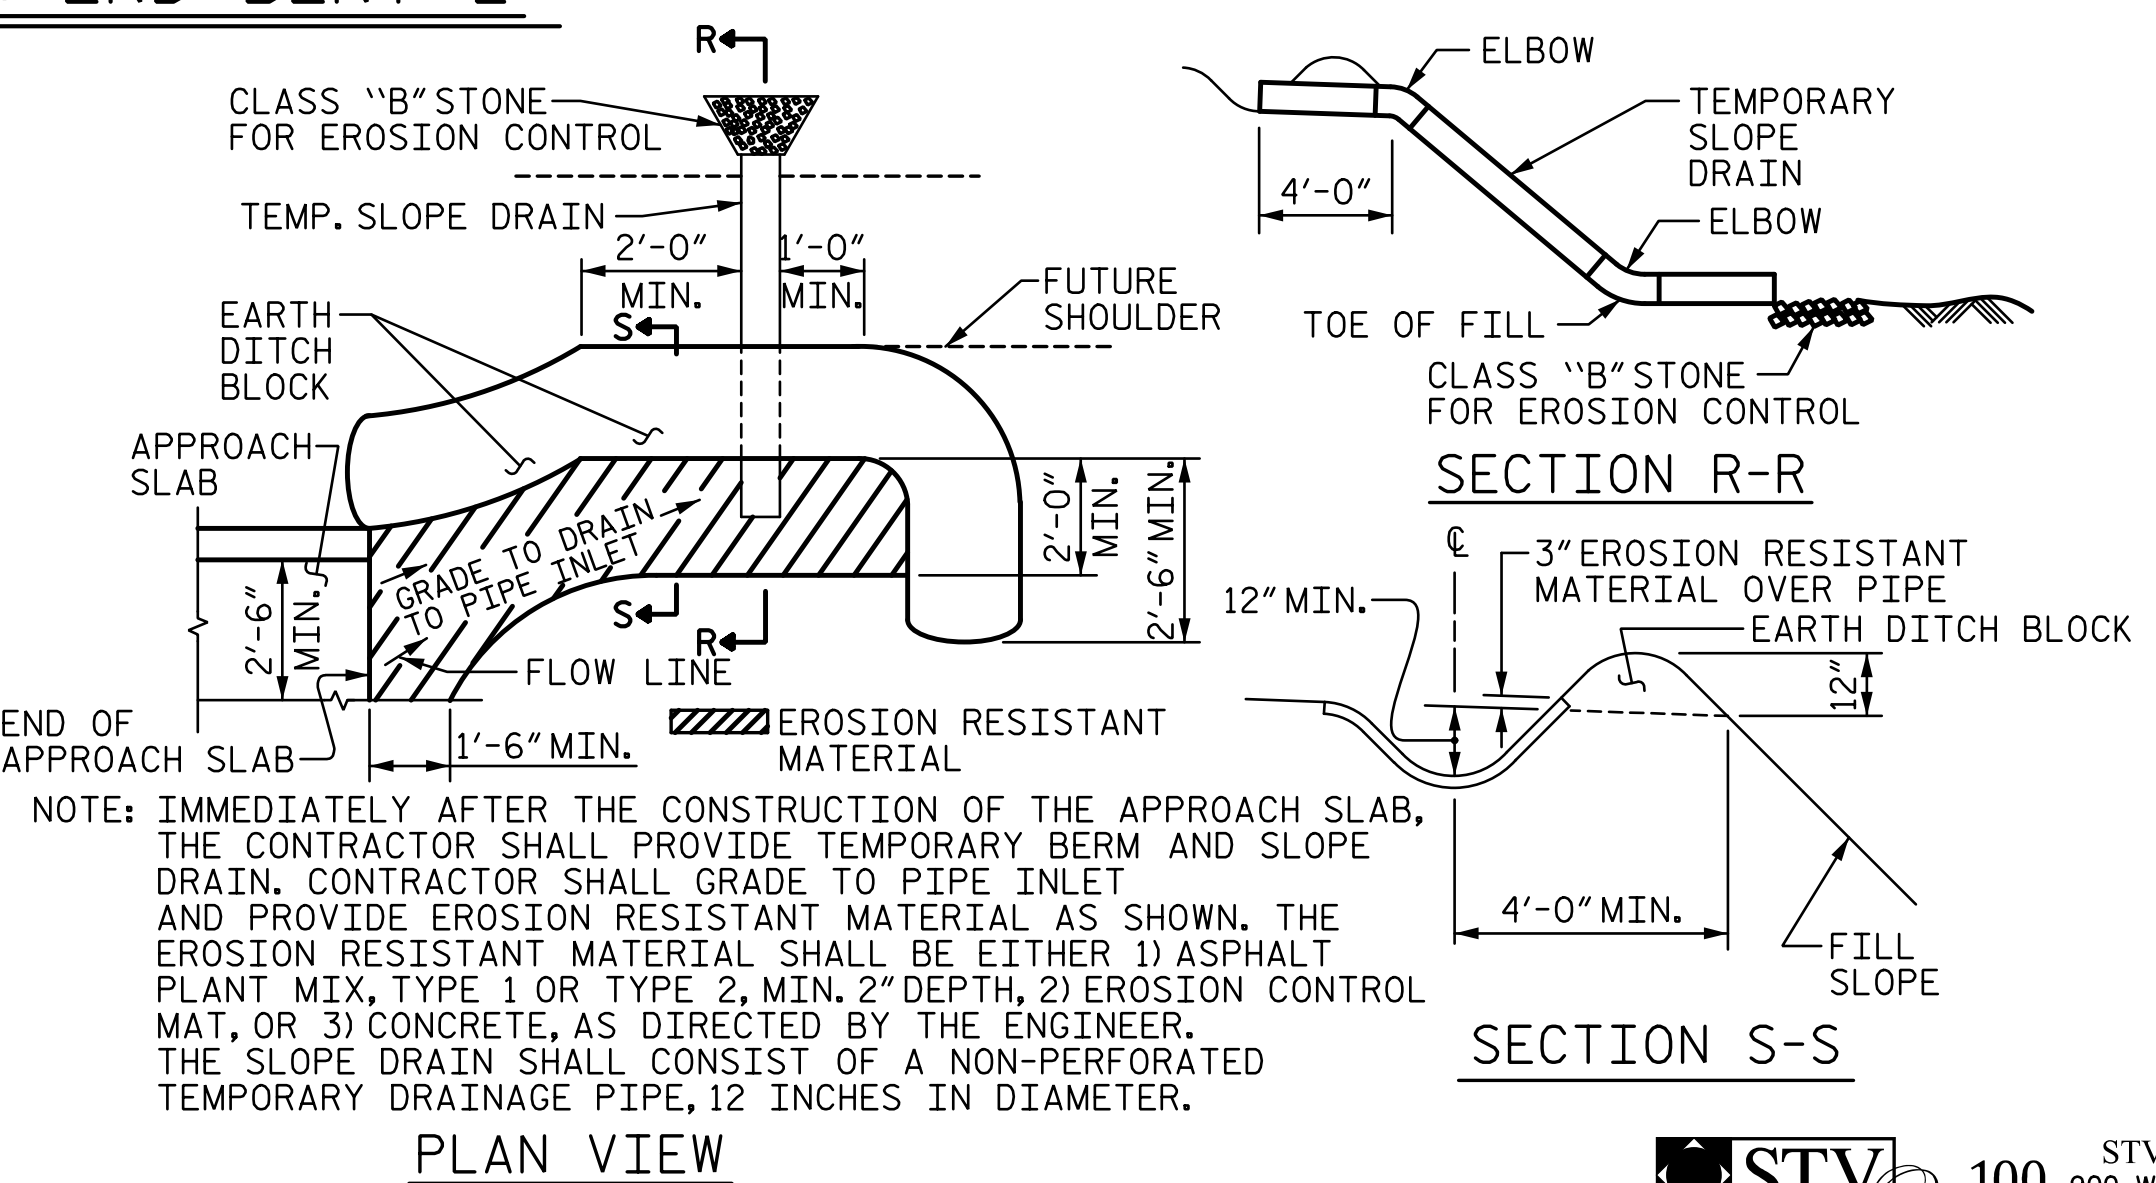 R
CLASS "B" STONE
FOR EROSION CONTROL
TEMP. SLOPE DRAIN
2'-0"
MIN.
1'-0"
MIN.
S
EARTH
DITCH
BLOCK
FUTURE
SHOULDER
APPROACH
SLAB
GRADE TO DRAIN
TO PIPE INLET
2'-0"
MIN.
2'-6" MIN.
2'-6"
MIN.
S
R
FLOW LINE
END OF
APPROACH SLAB
1'-6" MIN.
EROSION RESISTANT
MATERIAL
NOTE: IMMEDIATELY AFTER THE CONSTRUCTION OF THE APPROACH SLAB,
THE CONTRACTOR SHALL PROVIDE TEMPORARY BERM AND SLOPE
DRAIN. CONTRACTOR SHALL GRADE TO PIPE INLET
AND PROVIDE EROSION RESISTANT MATERIAL AS SHOWN. THE
EROSION RESISTANT MATERIAL SHALL BE EITHER 1) ASPHALT
PLANT MIX, TYPE 1 OR TYPE 2, MIN. 2" DEPTH, 2) EROSION CONTROL
MAT, OR 3) CONCRETE, AS DIRECTED BY THE ENGINEER.
THE SLOPE DRAIN SHALL CONSIST OF A NON-PERFORATED
TEMPORARY DRAINAGE PIPE, 12 INCHES IN DIAMETER.
PLAN VIEW
ELBOW
TEMPORARY
SLOPE
DRAIN
4'-0"
ELBOW
TOE OF FILL
CLASS "B" STONE
FOR EROSION CONTROL
SECTION R-R
℄
3" EROSION RESISTANT
MATERIAL OVER PIPE
12" MIN.
EARTH DITCH BLOCK
12"
4'-0" MIN.
FILL
SLOPE
SECTION S-S
STV
100
STV